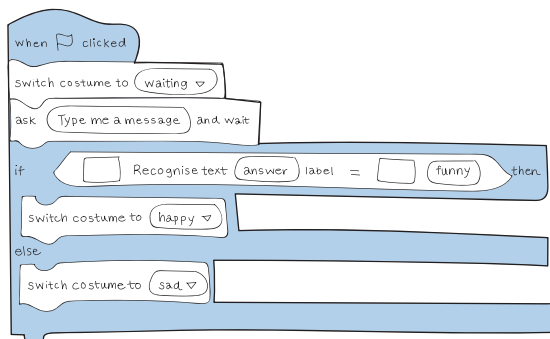 when clicked
switch costume to waiting
ask Type me a message and wait
if Recognise text answer label = funny then
switch costume to happy
else
switch costume to sad